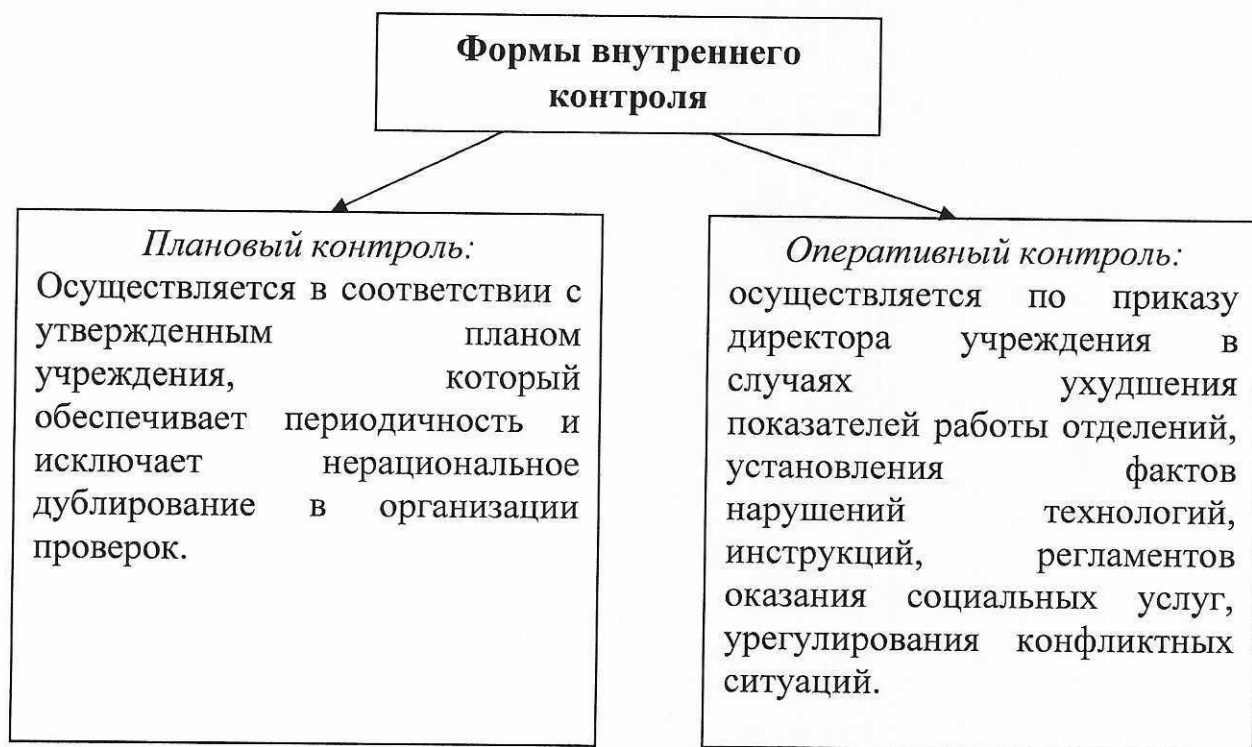 Формы внутреннего
контроля
Плановый контроль:
Осуществляется в соответствии с
утвержденным планом
учреждения, который
обеспечивает периодичность и
исключает нерациональное
дублирование в организации
проверок.
Оперативный контроль:
осуществляется по приказу
директора учреждения в
случаях ухудшения
показателей работы отделений,
установления фактов
нарушений технологий,
инструкций, регламентов
оказания социальных услуг,
урегулирования конфликтных
ситуаций.